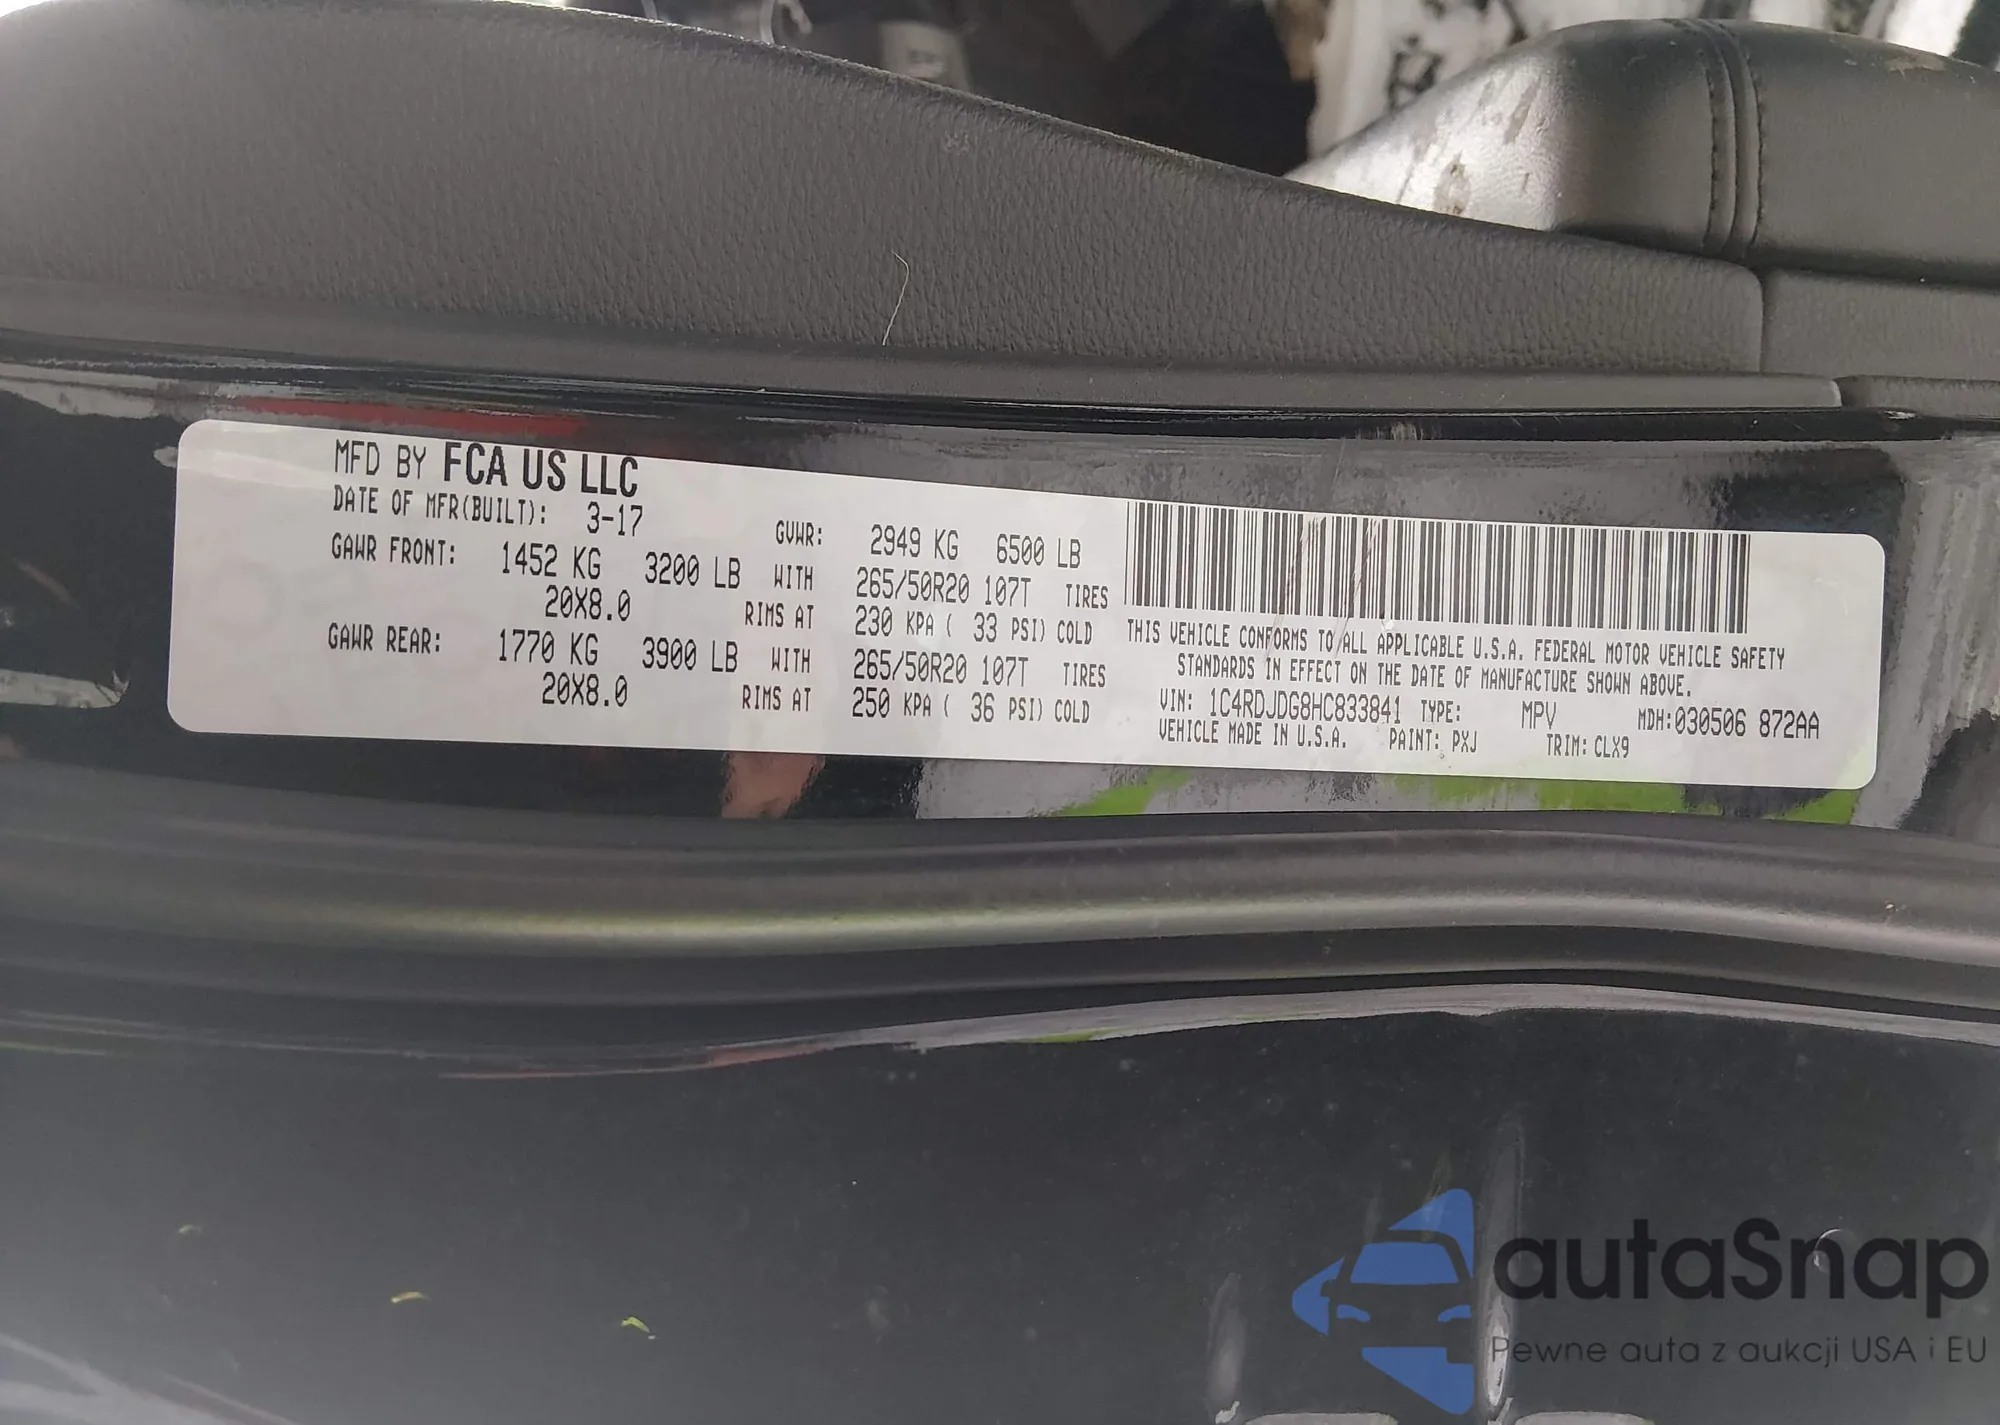 MFD BY FCA US LLC
DATE OF MFR(BUILT): 3-17
GVWR: 2949 KG 6500 LB
GAWR FRONT: 1452 KG 3200 LB WITH 265/50R20 107T TIRES
20X8.0 RIMS AT 230 KPA ( 33 PSI) COLD
GAWR REAR: 1770 KG 3900 LB WITH 265/50R20 107T TIRES
20X8.0 RIMS AT 250 KPA ( 36 PSI) COLD
THIS VEHICLE CONFORMS TO ALL APPLICABLE U.S.A. FEDERAL MOTOR VEHICLE SAFETY
STANDARDS IN EFFECT ON THE DATE OF MANUFACTURE SHOWN ABOVE.
VIN: 1C4RDJDG8HC833841 TYPE: MPV MDH:030506 872AA
VEHICLE MADE IN U.S.A. PAINT: PXJ TRIM: CLX9
autaSnap
Pewne auta z aukcji USA i EU